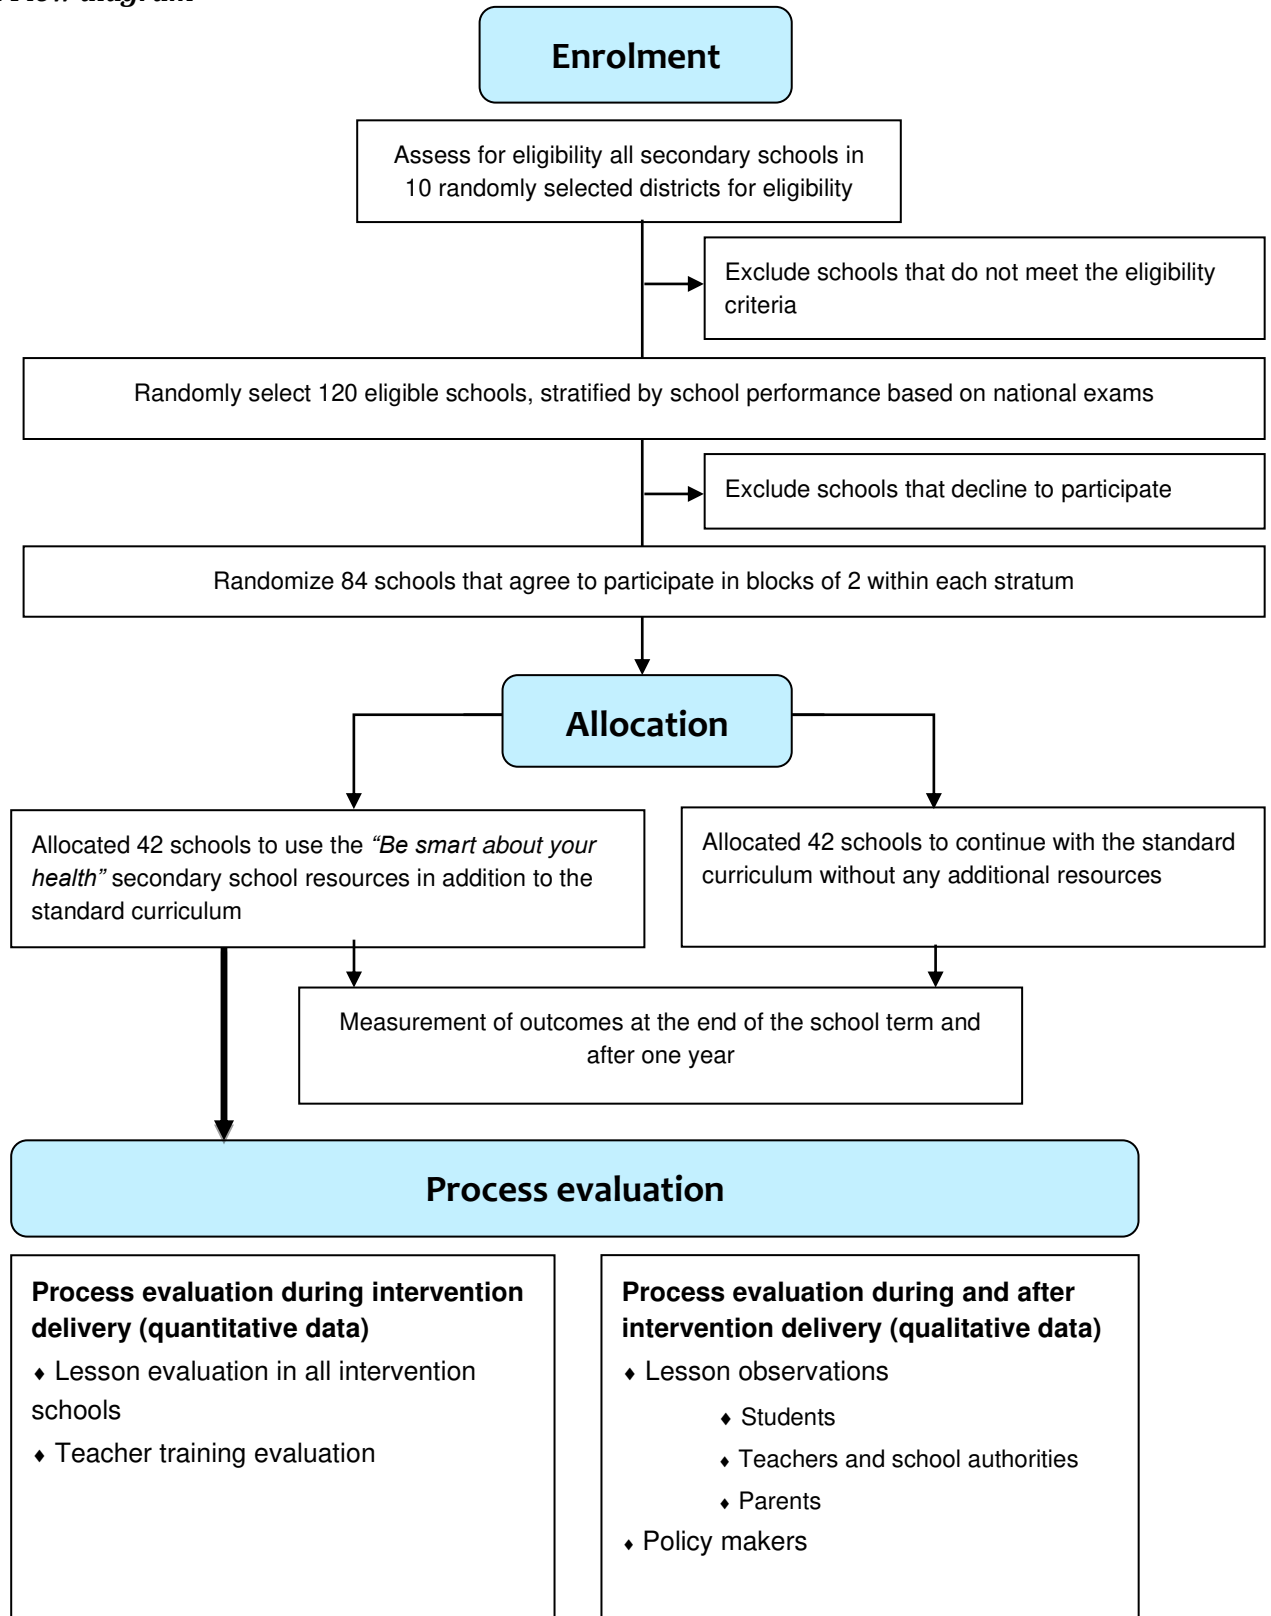 Flow diagram
Enrolment
Assess for eligibility all secondary schools in
10 randomly selected districts for eligibility
Exclude schools that do not meet the eligibility
criteria
Randomly select 120 eligible schools, stratified by school performance based on national exams
Exclude schools that decline to participate
Randomize 84 schools that agree to participate in blocks of 2 within each stratum
Allocation
Allocated 42 schools to use the “Be smart about your
health” secondary school resources in addition to the
standard curriculum
Allocated 42 schools to continue with the standard
curriculum without any additional resources
Measurement of outcomes at the end of the school term and
after one year
Process evaluation
Process evaluation during intervention
delivery (quantitative data)
♦ Lesson evaluation in all intervention
schools
♦ Teacher training evaluation
Process evaluation during and after
intervention delivery (qualitative data)
♦ Lesson observations
♦ Students
♦ Teachers and school authorities
♦ Parents
♦ Policy makers